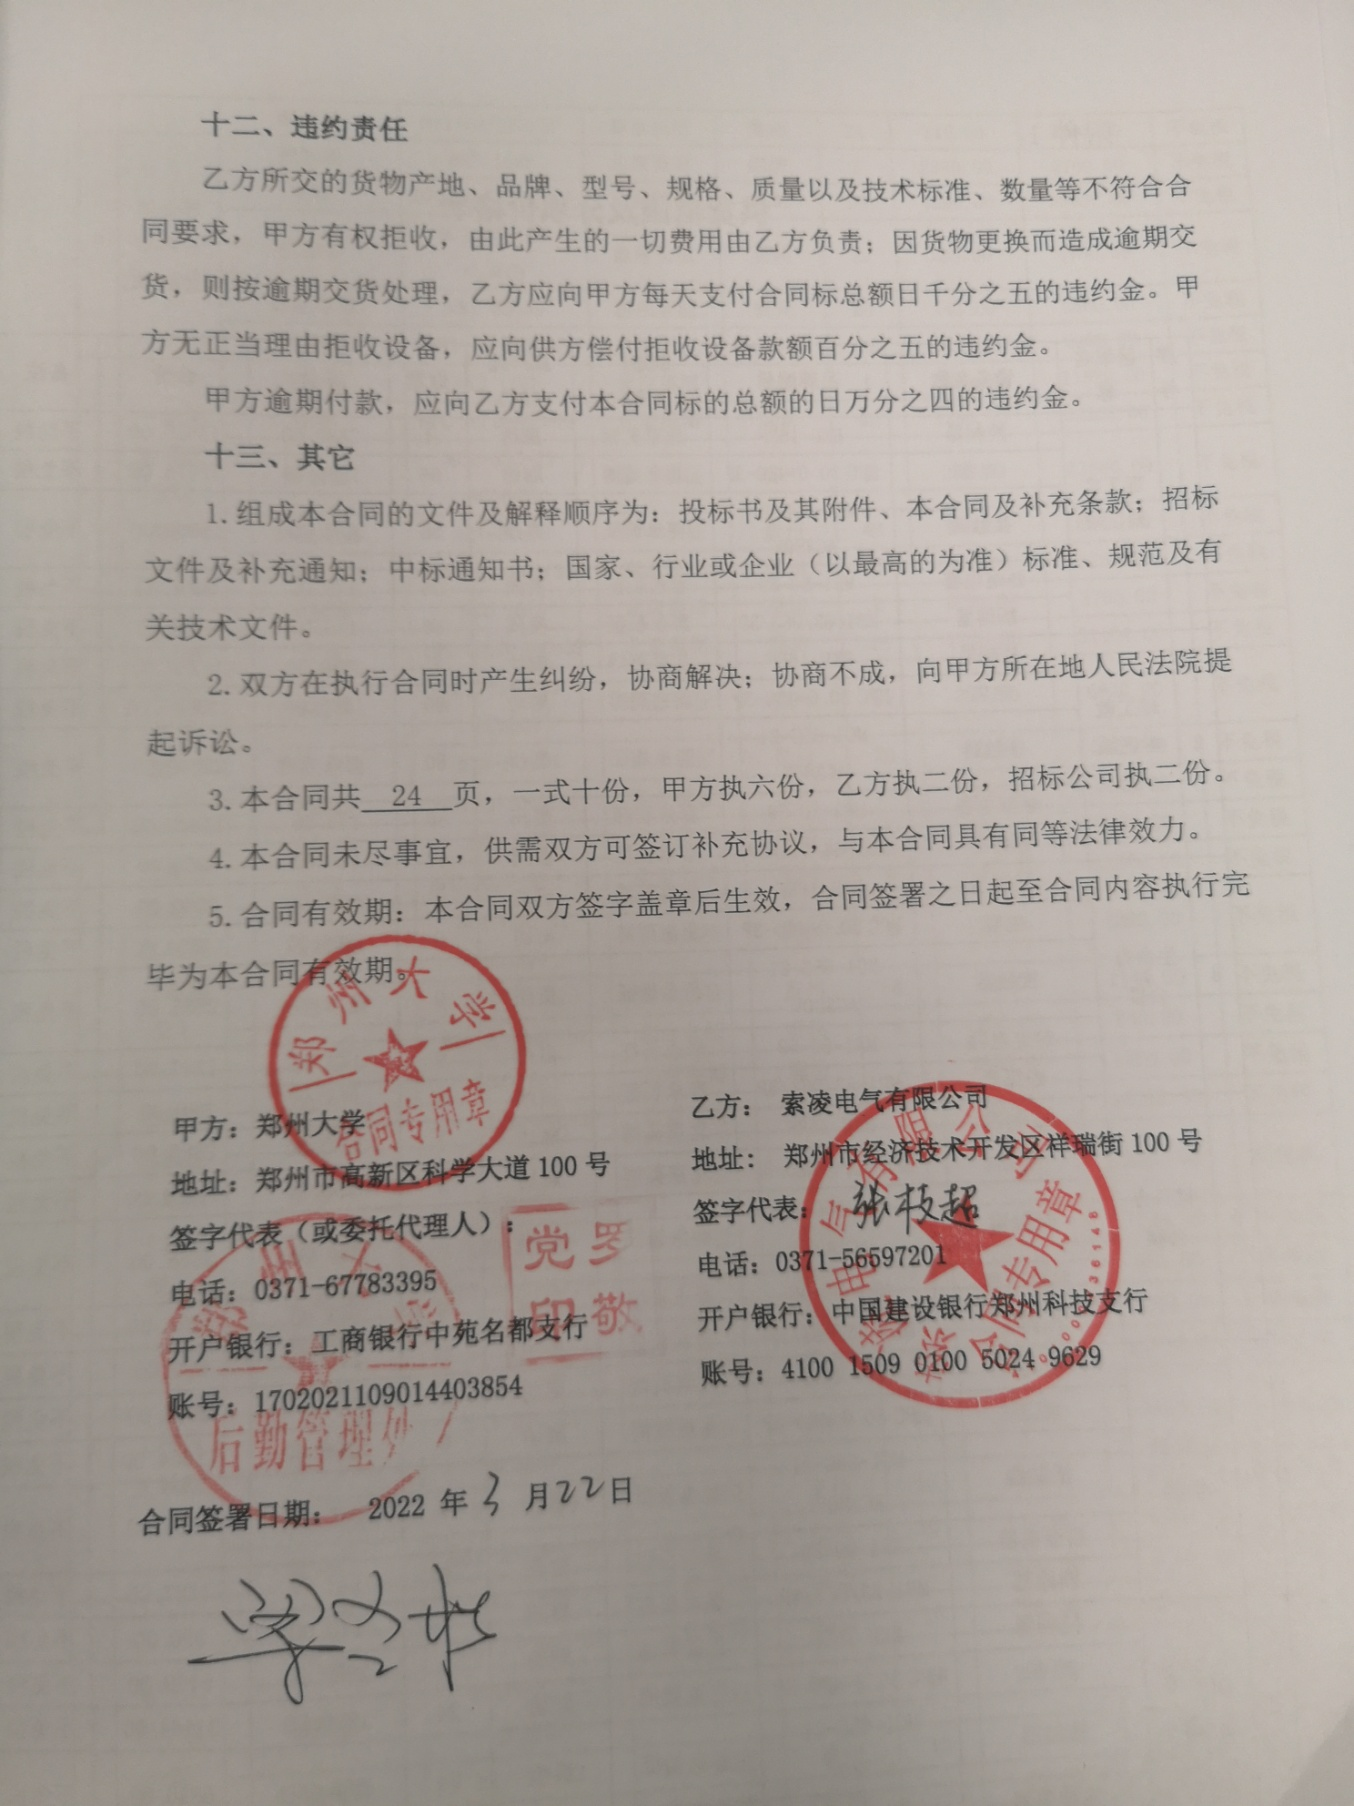 十二、违约责任
乙方所交的货物产地、品牌、型号、规格、质量以及技术标准、数量等不符合合
同要求，甲方有权拒收，由此产生的一切费用由乙方负责；因货物更换而造成逾期交
货，则按逾期交货处理，乙方应向甲方每天支付合同标总额日千分之五的违约金。甲
方无正当理由拒收设备，应向供方偿付拒收设备款额百分之五的违约金。
甲方逾期付款，应向乙方支付本合同标的总额的日万分之四的违约金。
十三、其它
1.组成本合同的文件及解释顺序为：投标书及其附件、本合同及补充条款；招标
文件及补充通知；中标通知书；国家、行业或企业（以最高的为准）标准、规范及有
关技术文件。
2.双方在执行合同时产生纠纷，协商解决；协商不成，向甲方所在地人民法院提
起诉讼。
3.本合同共 24 页，一式十份，甲方执六份，乙方执二份，招标公司执二份。
4.本合同未尽事宜，供需双方可签订补充协议，与本合同具有同等法律效力。
5.合同有效期：本合同双方签字盖章后生效，合同签署之日起至合同内容执行完
毕为本合同有效期。
郑州大学
合同专用章
甲方：郑州大学
地址：郑州市高新区科学大道100号
签字代表（或委托代理人）：
电话：0371-67783395
开户银行：工商银行中苑名都支行
账号：1702021109014403854
郑州大学
后勤管理处
党罗
印敬
乙方： 索凌电气有限公司
地址： 郑州市经济技术开发区祥瑞街100号
签字代表：张枝超
电话：0371-56597201
开户银行：中国建设银行郑州科技支行
账号：4100 1509 0100 5024 9629
索凌电气有限公司
合同专用章
合同签署日期： 2022 年 3 月22日